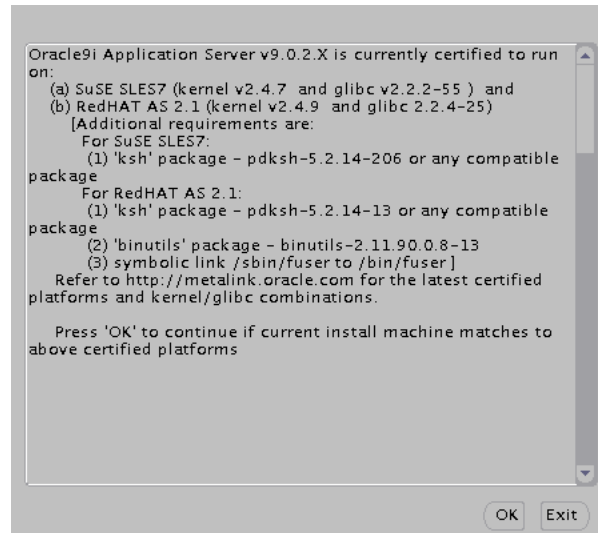 Oracle9i Application Server v9.0.2.X is currently certified to run
on:
(a) SuSE SLES7 (kernel v2.4.7 and glibc v2.2.2-55 ) and
(b) RedHAT AS 2.1 (kernel v2.4.9 and glibc 2.2.4-25)
[Additional requirements are:
For SuSE SLES7:
(1) 'ksh' package - pdksh-5.2.14-206 or any compatible
package
For RedHAT AS 2.1:
(1) 'ksh' package - pdksh-5.2.14-13 or any compatible
package
(2) 'binutils' package - binutils-2.11.90.0.8-13
(3) symbolic link /sbin/fuser to /bin/fuser]
Refer to http://metalink.oracle.com for the latest certified
platforms and kernel/glibc combinations.
Press 'OK' to continue if current install machine matches to
above certified platforms
OK Exit